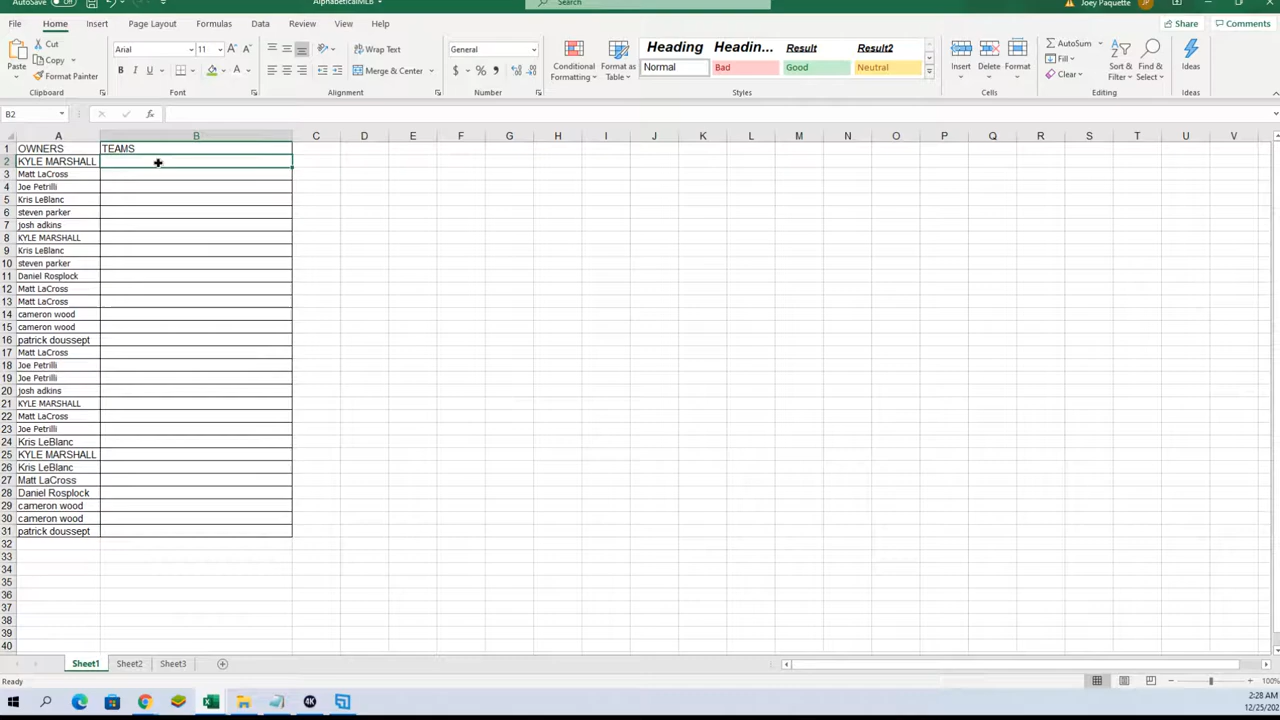 AutoSave Off AlphabeticalMLB Search Joey Paquette
File Home Insert Page Layout Formulas Data Review View Help Share Comments
Paste Cut Copy Format Painter Clipboard
Arial 11 A A B I U A Font
Wrap Text Merge & Center Alignment
General $ % 9 Number
Conditional Formatting Format as Table
Heading Headin... Result Result2
Normal Bad Good Neutral
Styles
Insert Delete Format Cells
AutoSum Fill Clear Sort & Filter Find & Select Editing
Ideas Ideas
B2 fx
A B C D E F G H I J K L M N O P Q R S T U V
1 OWNERS TEAMS
2 KYLE MARSHALL
3 Matt LaCross
4 Joe Petrilli
5 Kris LeBlanc
6 steven parker
7 josh adkins
8 KYLE MARSHALL
9 Kris LeBlanc
10 steven parker
11 Daniel Rosplock
12 Matt LaCross
13 Matt LaCross
14 cameron wood
15 cameron wood
16 patrick doussept
17 Matt LaCross
18 Joe Petrilli
19 Joe Petrilli
20 josh adkins
21 KYLE MARSHALL
22 Matt LaCross
23 Joe Petrilli
24 Kris LeBlanc
25 KYLE MARSHALL
26 Kris LeBlanc
27 Matt LaCross
28 Daniel Rosplock
29 cameron wood
30 cameron wood
31 patrick doussept
32
33
34
35
36
37
38
39
40
Sheet1 Sheet2 Sheet3
Ready 100%
4K 2:28 AM